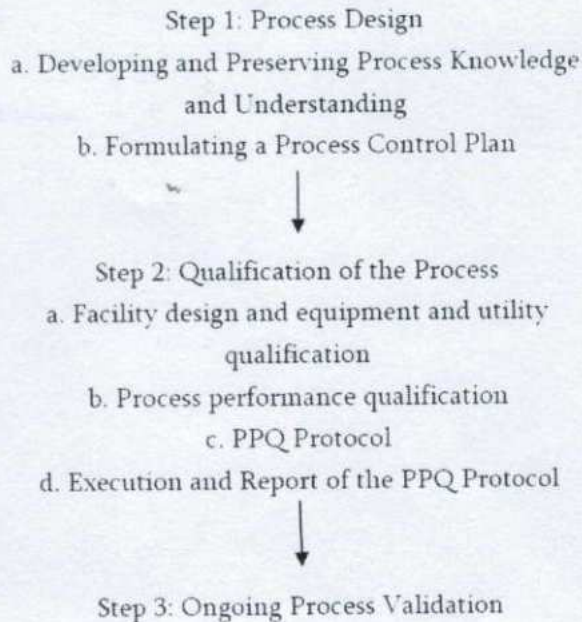 Step 1: Process Design
a. Developing and Preserving Process Knowledge
and Understanding
b. Formulating a Process Control Plan
Step 2: Qualification of the Process
a. Facility design and equipment and utility
qualification
b. Process performance qualification
c. PPQ Protocol
d. Execution and Report of the PPQ Protocol
Step 3: Ongoing Process Validation